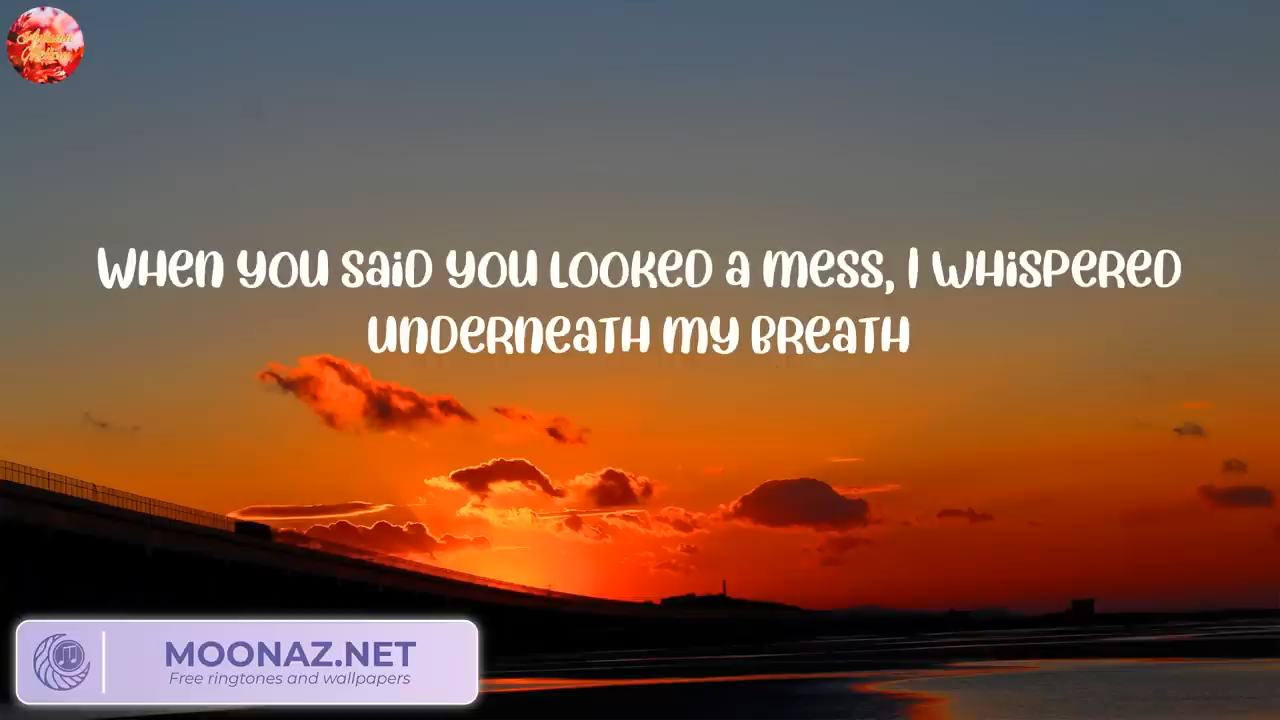 When you said you looked a mess, I whispered
underneath my breath
MOONAZ.NET
Free ringtones and wallpapers